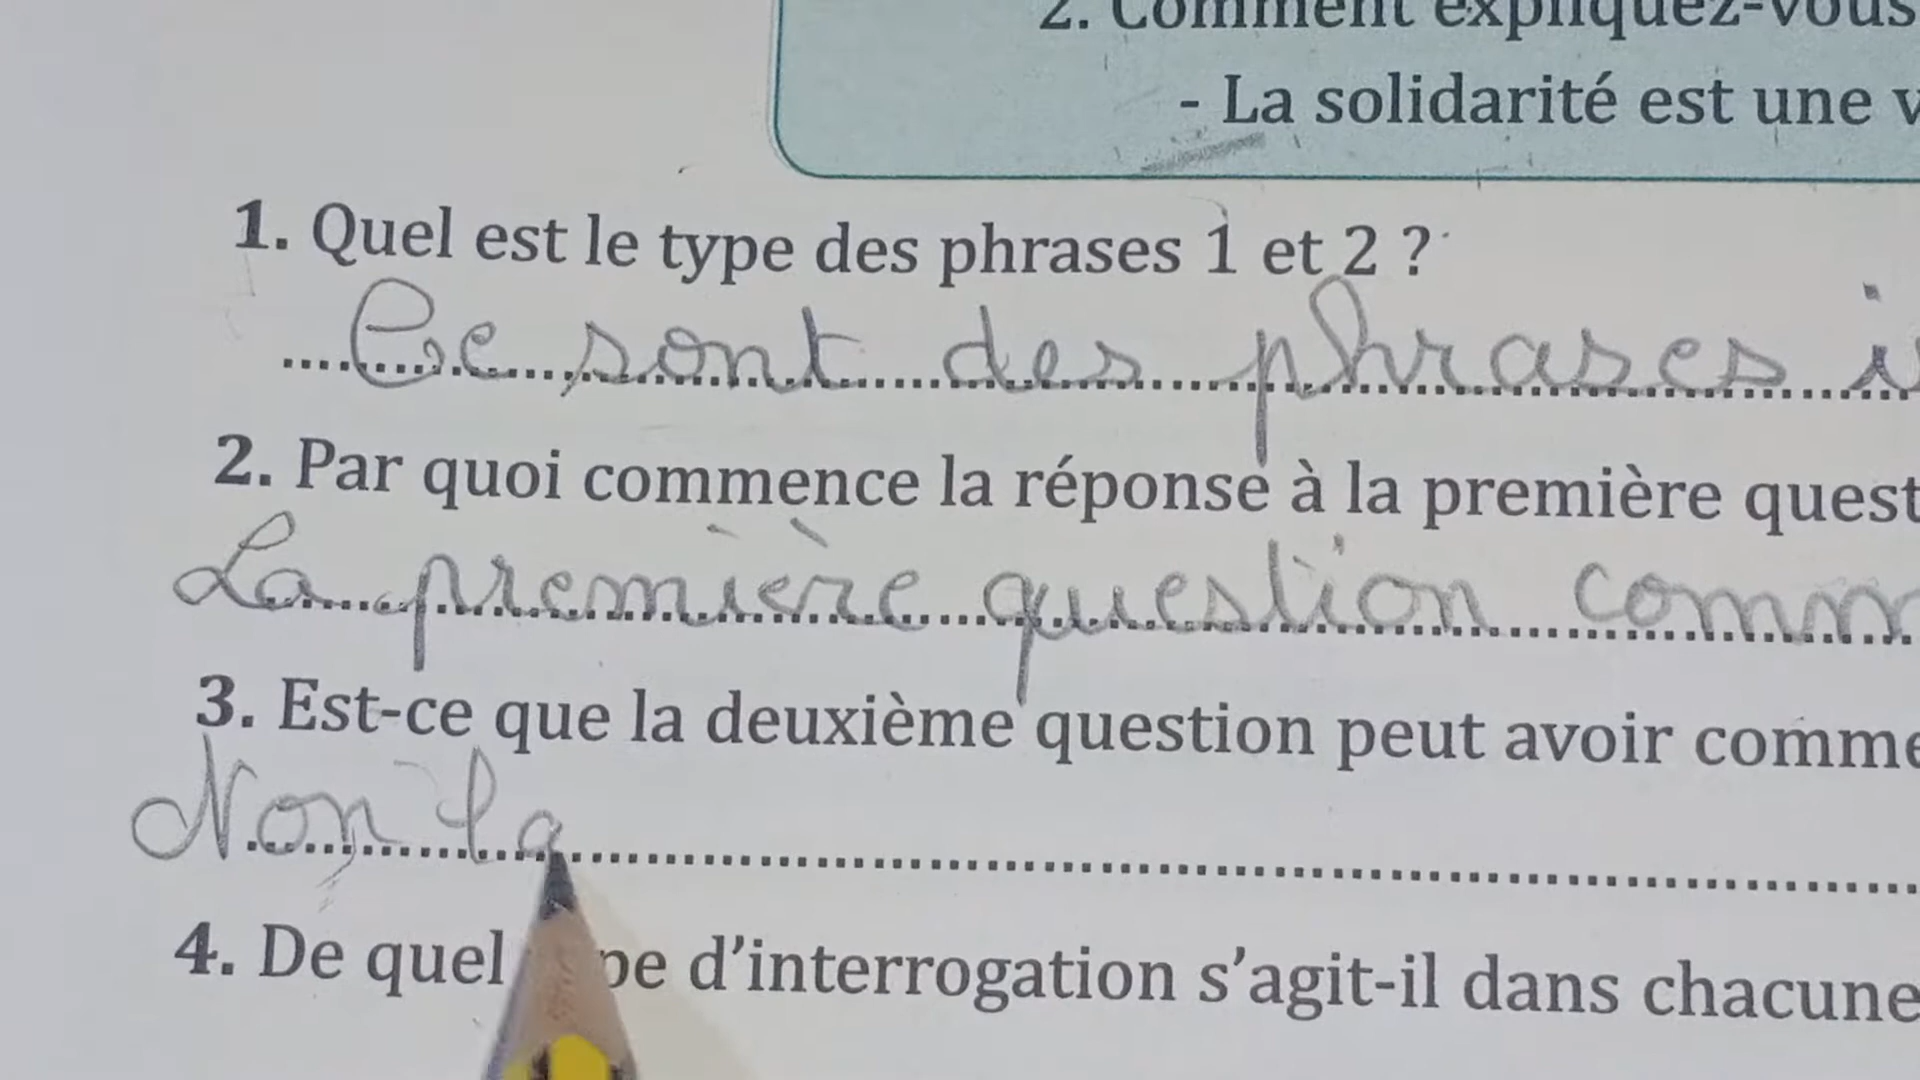 2. Comment expliquez-vous
- La solidarité est une v
1. Quel est le type des phrases 1 et 2 ?
Ce sont des phrases i
2. Par quoi commence la réponse à la première quest
La première question comm
3. Est-ce que la deuxième question peut avoir comme
Non la
4. De quel pe d'interrogation s'agit-il dans chacune